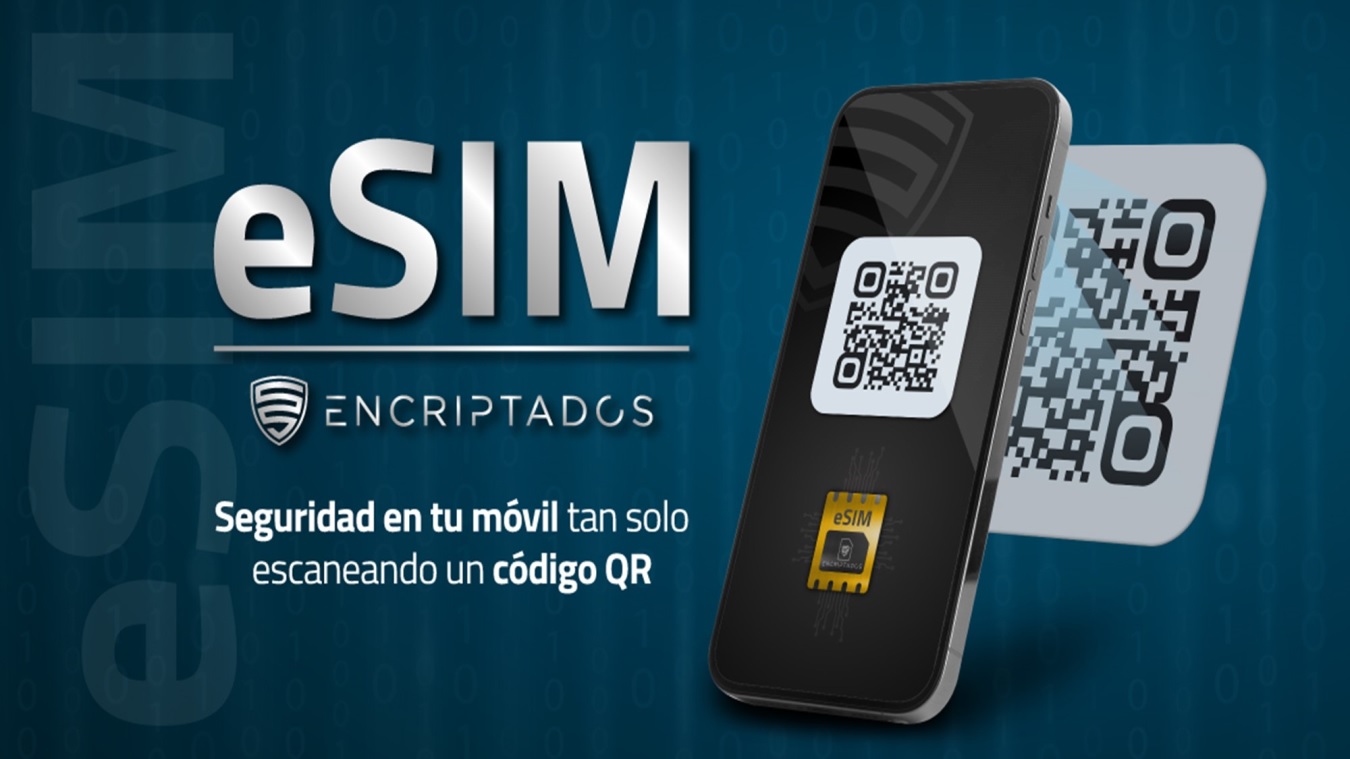 eSIM
eSIM
ENCRIPTADOS
Seguridad en tu móvil tan solo
escaneando un código QR
eSIM
ENCRIPTADOS